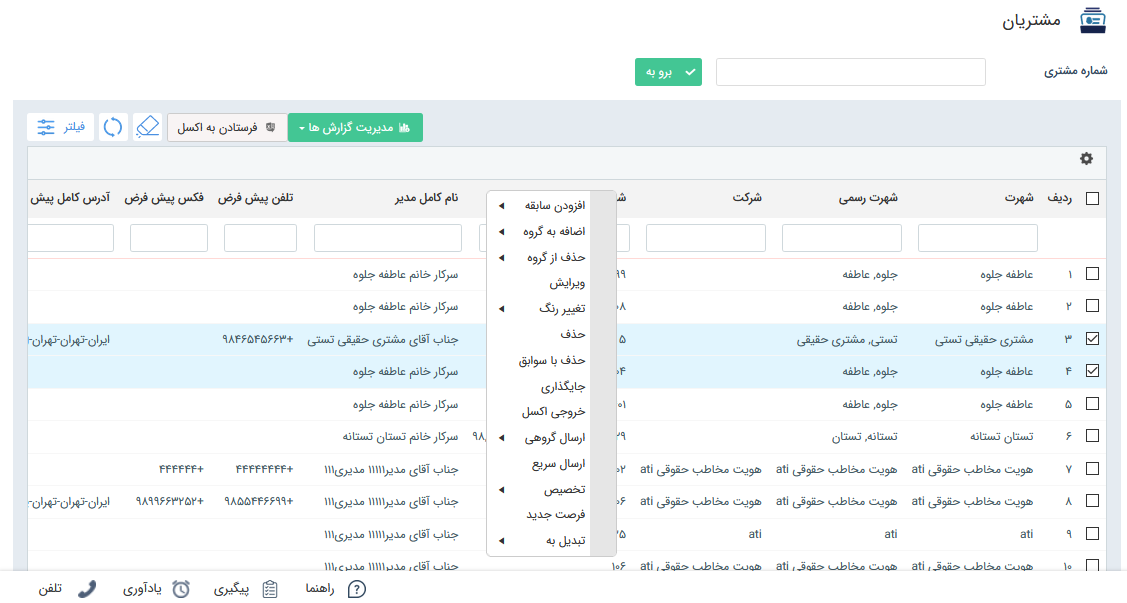 مشتریان
شماره مشتری
برو به
مدیریت گزارش ها
فرستادن به اکسل
فیلتر
ردیف شهرت شهرت رسمی شرکت نام کامل مدیر تلفن پیش فرض فکس پیش فرض آدرس کامل پیش
۱ عاطفه جلوه جلوه, عاطفه ۹۹ سرکار خانم عاطفه جلوه
۲ عاطفه جلوه جلوه, عاطفه ۰۸ سرکار خانم عاطفه جلوه
۳ مشتری حقیقی تستی تستی, مشتری حقیقی ۵ جناب آقای مشتری حقیقی تستی +۹۸۴۶۵۴۵۶۶۳ ایران-تهران-تهران-
۴ عاطفه جلوه جلوه, عاطفه ۰۴ سرکار خانم عاطفه جلوه
۵ عاطفه جلوه جلوه, عاطفه ۰۱ سرکار خانم عاطفه جلوه
۶ تستان تستانه تستانه, تستان ۲۹ ۹۸, سرکار خانم تستان تستانه
۷ هویت مخاطب حقوقی ati هویت مخاطب حقوقی ati هویت مخاطب حقوقی ati ۰۲ جناب آقای مدیر۱۱۱۱۱ مدیری۱۱۱ +۴۴۴۴۴۴۴۴ +۴۴۴۴۴۴
۸ هویت مخاطب حقوقی ati هویت مخاطب حقوقی ati هویت مخاطب حقوقی ati ۰۶ جناب آقای مدیر۱۱۱۱۱ مدیری۱۱۱ +۹۸۵۵۴۴۶۶۹۹ +۹۸۹۹۶۶۳۲۵۲ ایران-تهران-تهران-
۹ ati ati ati ۲۵ جناب آقای مدیر۱۱۱۱۱ مدیری۱۱۱
۱۰ هویت مخاطب حقوقی ati هویت مخاطب حقوقی ati هویت مخاطب حقوقی ati ۱۰۶ جناب آقای مدیر۱۱۱۱۱ مدیری۱۱۱
افزودن سابقه
اضافه به گروه
حذف از گروه
ویرایش
تغییر رنگ
حذف
حذف با سوابق
جایگذاری
خروجی اکسل
ارسال گروهی
ارسال سریع
تخصیص
فرصت جدید
تبدیل به
راهنما
پیگیری
یادآوری
تلفن